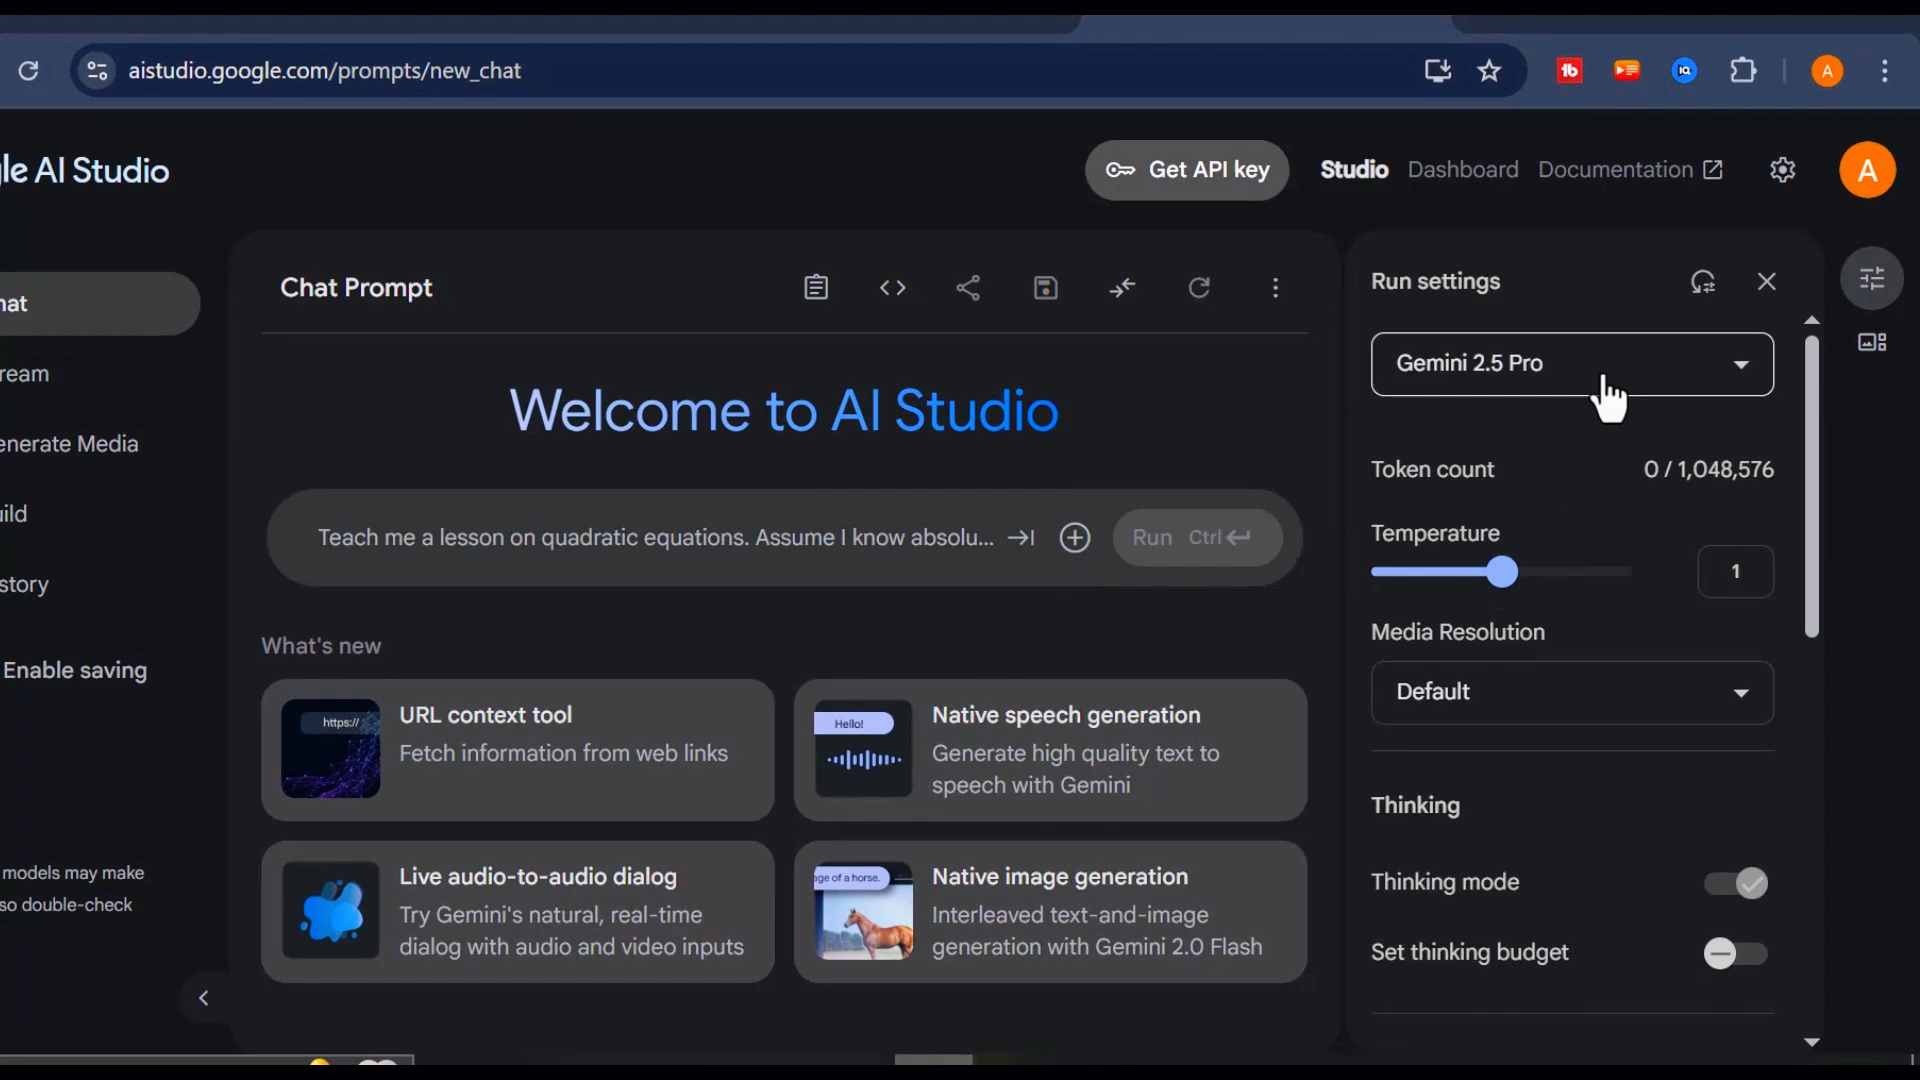 aistudio.google.com/prompts/new_chat
A
le AI Studio
Get API key
Studio
Dashboard
Documentation
A
hat
ream
enerate Media
uild
story
Enable saving
models may make
so double-check
Chat Prompt
Welcome to AI Studio
Teach me a lesson on quadratic equations. Assume I know absolu...
Run Ctrl
What's new
https://
URL context tool
Fetch information from web links
Hello!
Native speech generation
Generate high quality text to
speech with Gemini
Live audio-to-audio dialog
Try Gemini's natural, real-time
dialog with audio and video inputs
age of a horse.
Native image generation
Interleaved text-and-image
generation with Gemini 2.0 Flash
Run settings
Gemini 2.5 Pro
Token count
0 / 1,048,576
Temperature
1
Media Resolution
Default
Thinking
Thinking mode
Set thinking budget